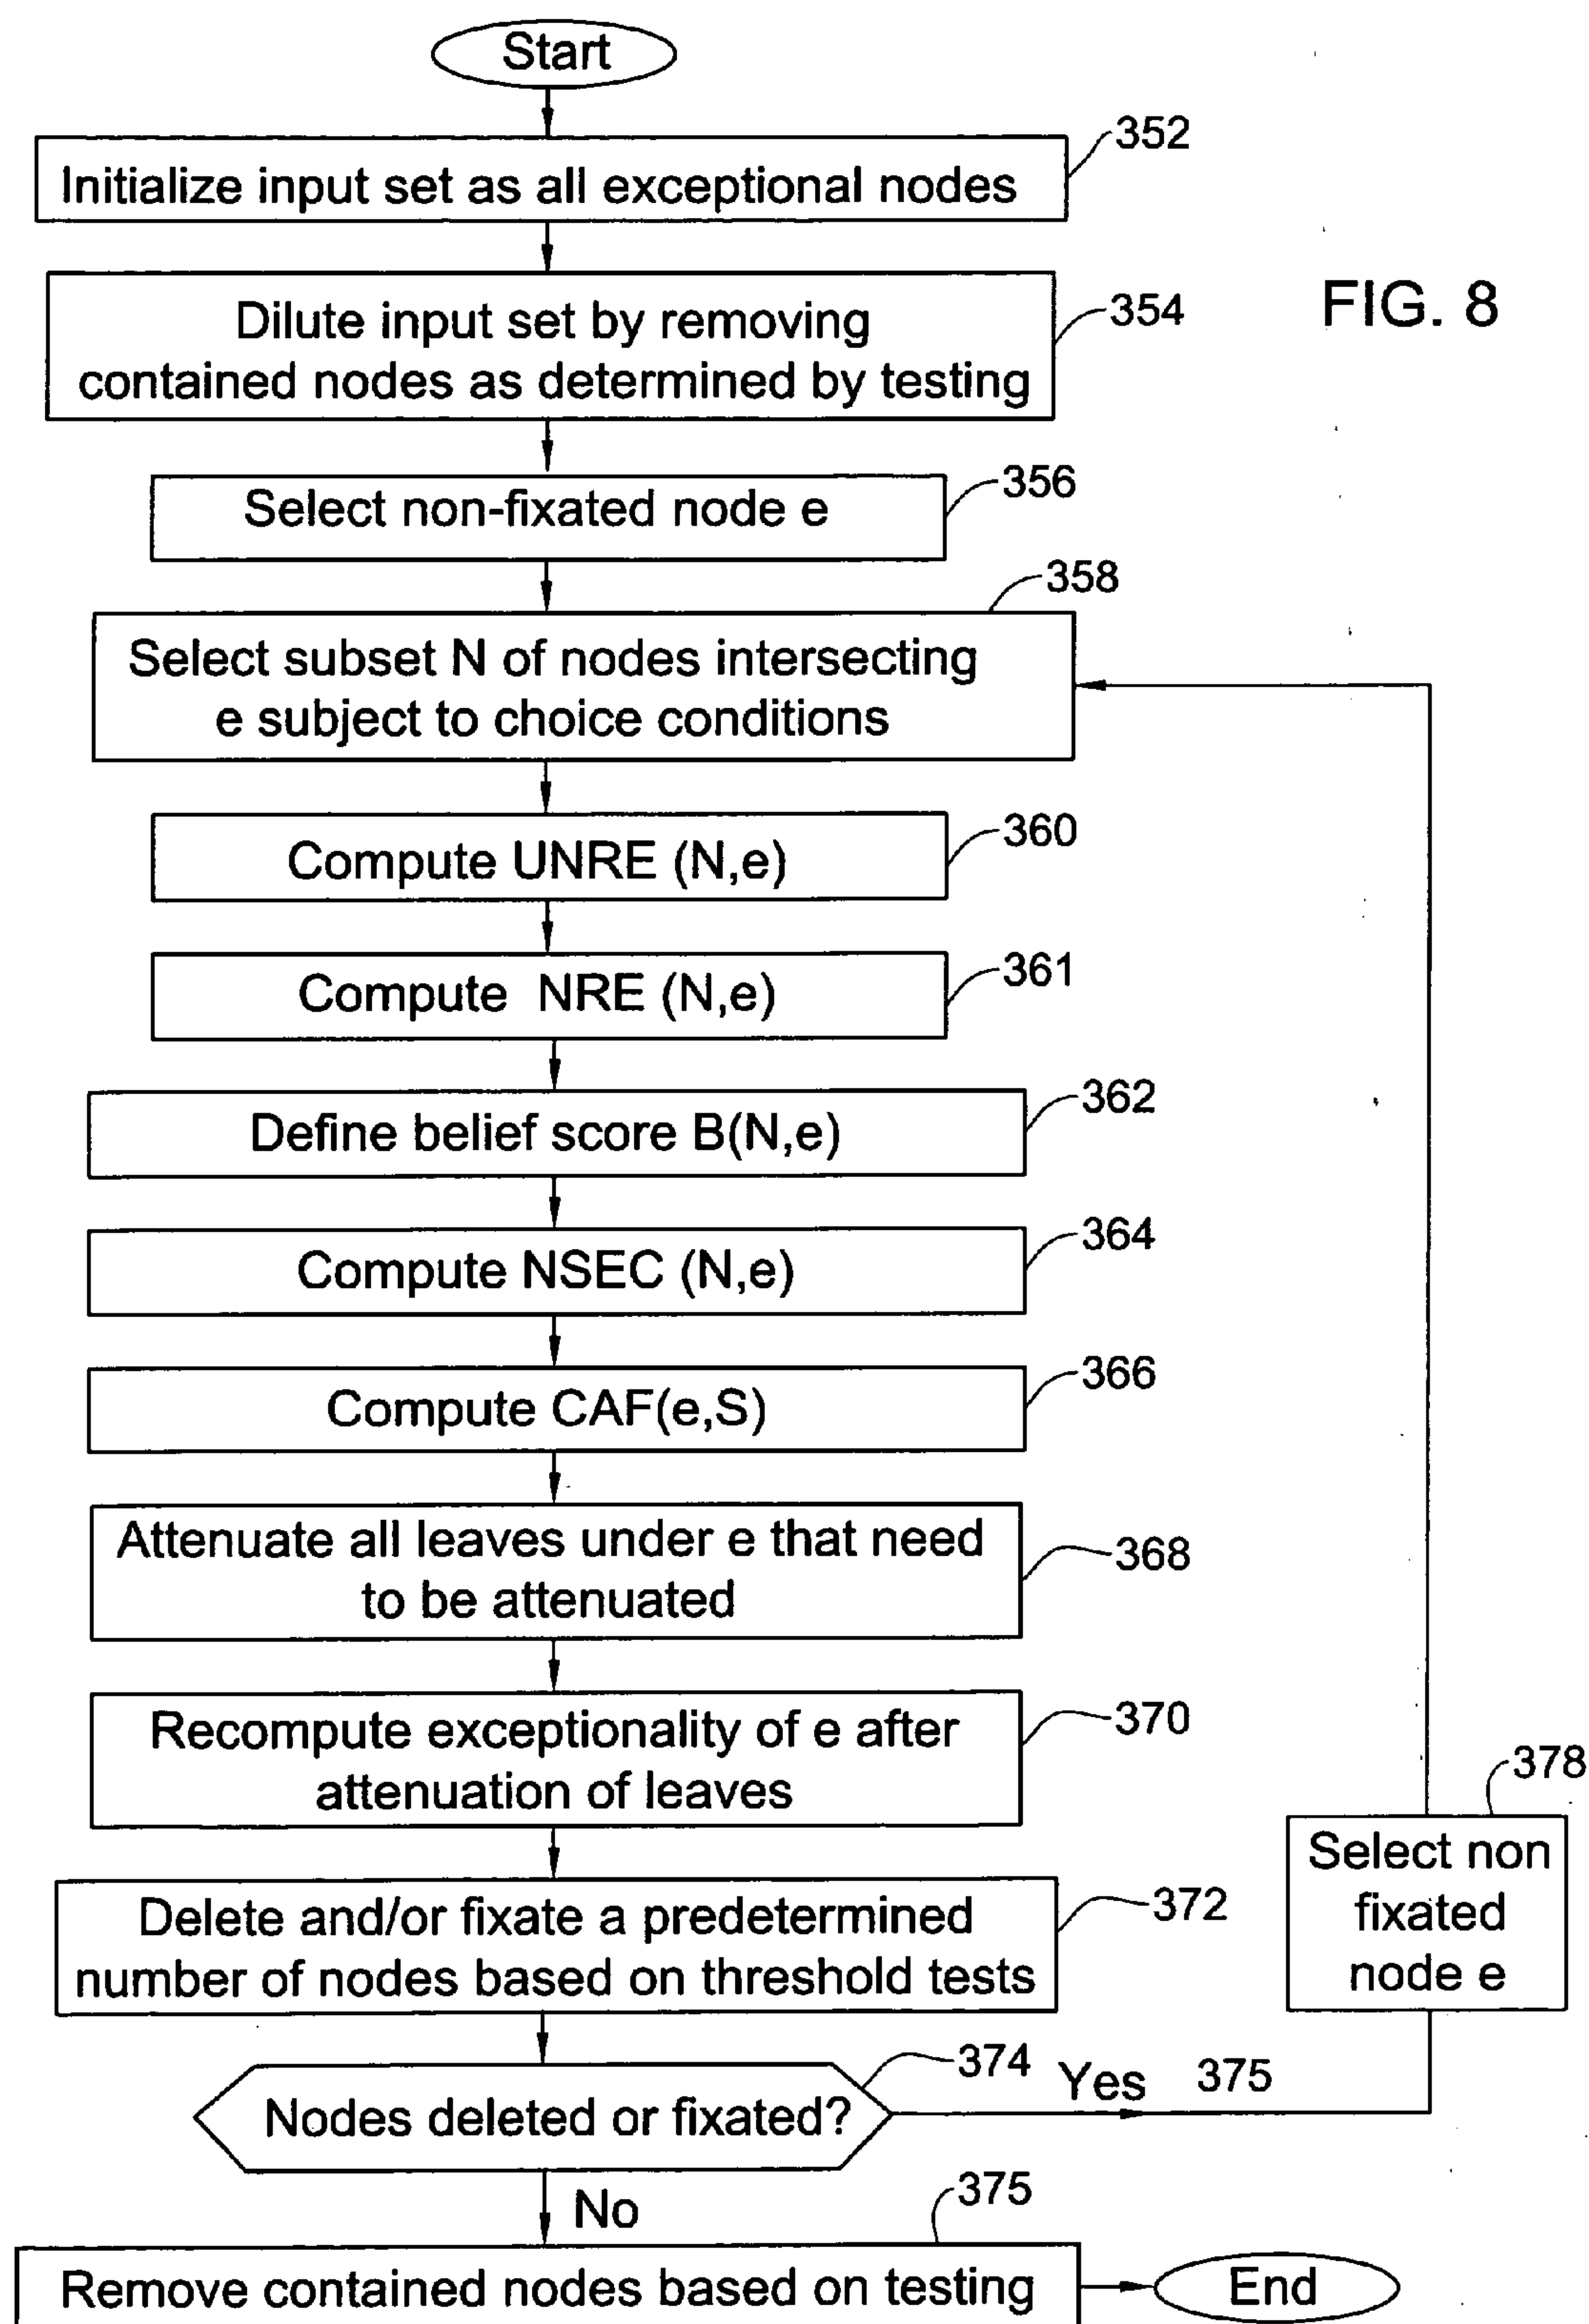 Start
352
Initialize input set as all exceptional nodes
FIG. 8
354
Dilute input set by removing
contained nodes as determined by testing
356
Select non-fixated node e
358
Select subset N of nodes intersecting
e subject to choice conditions
360
Compute UNRE (N,e)
361
Compute NRE (N,e)
362
Define belief score B(N,e)
364
Compute NSEC (N,e)
366
Compute CAF(e,S)
Attenuate all leaves under e that need
to be attenuated
368
Recompute exceptionality of e after
attenuation of leaves
370
378
Select non
fixated
node e
Delete and/or fixate a predetermined
number of nodes based on threshold tests
372
374
Nodes deleted or fixated?
Yes 375
No
375
Remove contained nodes based on testing
End